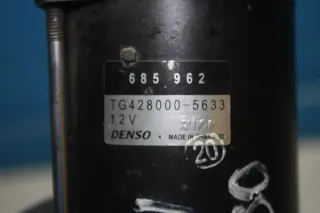 685 962
TG428000-5633
12V
DENSO • MADE IN THAILAND
20